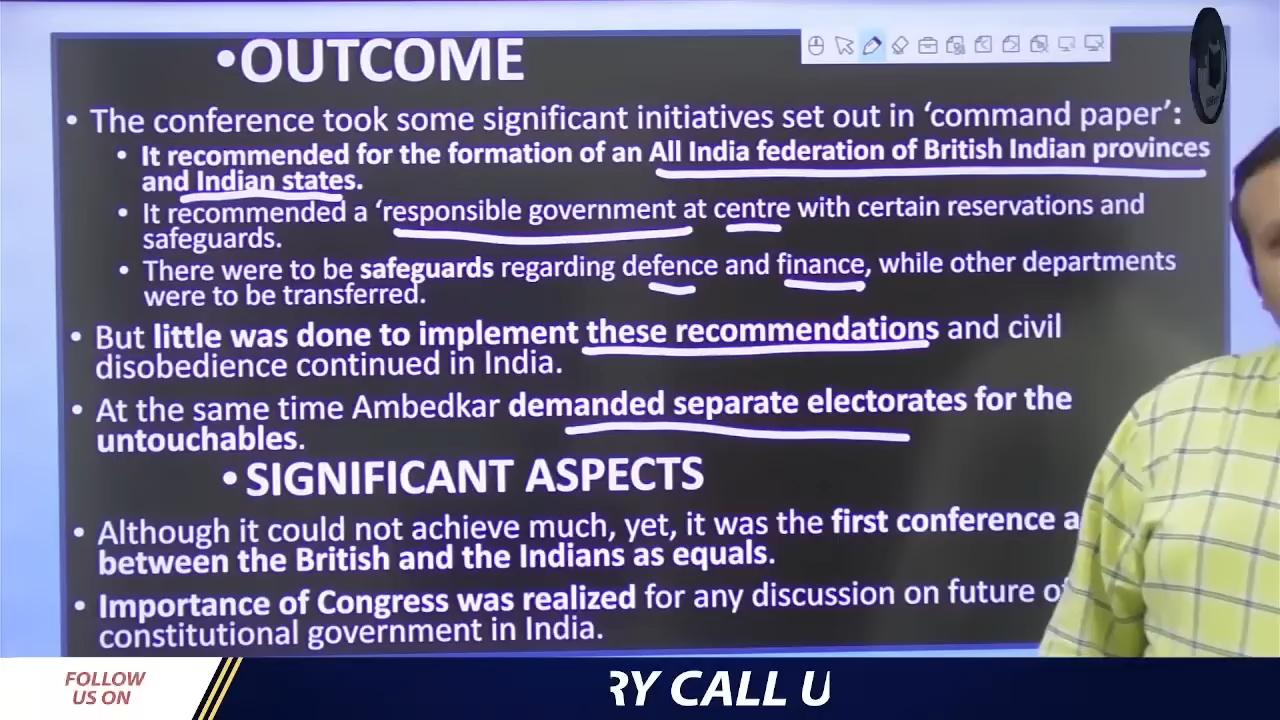 •OUTCOME
• The conference took some significant initiatives set out in ‘command paper’:
• It recommended for the formation of an All India federation of British Indian provinces
and Indian states.
• It recommended a ‘responsible government at centre with certain reservations and
safeguards.
• There were to be safeguards regarding defence and finance, while other departments
were to be transferred.
• But little was done to implement these recommendations and civil
disobedience continued in India.
• At the same time Ambedkar demanded separate electorates for the
untouchables.
•SIGNIFICANT ASPECTS
• Although it could not achieve much, yet, it was the first conference
between the British and the Indians as equals.
• Importance of Congress was realized for any discussion on future
constitutional government in India.
FOLLOW
US ON
RY CALL U